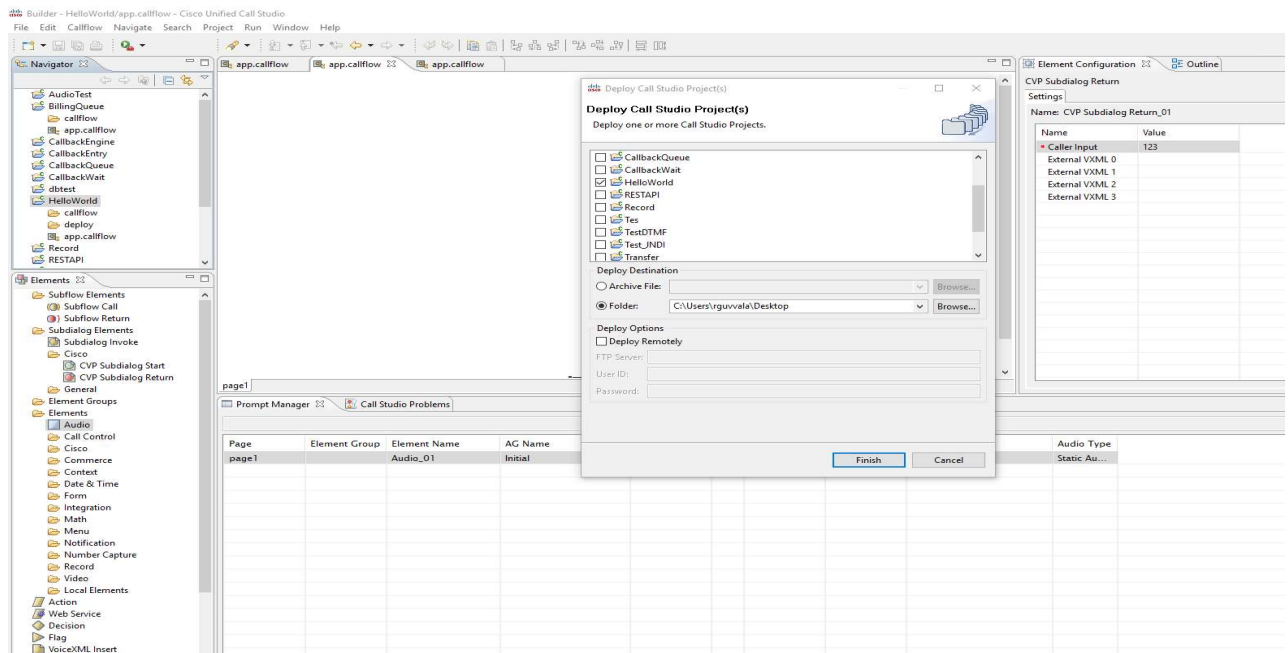 Builder - HelloWorld/app.callflow - Cisco Unified Call Studio
File Edit Callflow Navigate Search Project Run Window Help
Navigator
AudioTest
BillingQueue
callflow
app.callflow
CallbackEngine
CallbackEntry
CallbackQueue
CallbackWait
dbtest
HelloWorld
callflow
deploy
app.callflow
Record
RESTAPI
Elements
Subflow Elements
Subflow Call
Subflow Return
Subdialog Elements
Subdialog Invoke
Cisco
CVP Subdialog Start
CVP Subdialog Return
General
Element Groups
Elements
Audio
Call Control
Cisco
Commerce
Context
Date & Time
Form
Integration
Math
Menu
Notification
Number Capture
Record
Video
Local Elements
Action
Web Service
Decision
Flag
VoiceXML Insert
app.callflow app.callflow app.callflow
page1
Deploy Call Studio Project(s)
Deploy Call Studio Project(s)
Deploy one or more Call Studio Projects.
CallbackQueue
CallbackWait
HelloWorld
RESTAPI
Record
Tes
TestDTMF
Test_JNDI
Transfer
Deploy Destination
Archive File: Browse...
Folder: C:\Users\rguvvala\Desktop Browse...
Deploy Options
Deploy Remotely
FTP Server:
User ID:
Password:
Finish Cancel
Element Configuration Outline
CVP Subdialog Return
Settings
Name: CVP Subdialog Return_01
Name Value
* Caller Input 123
External VXML 0
External VXML 1
External VXML 2
External VXML 3
Prompt Manager Call Studio Problems
Page Element Group Element Name AG Name Audio Type
page1 Audio_01 Initial Static Au...